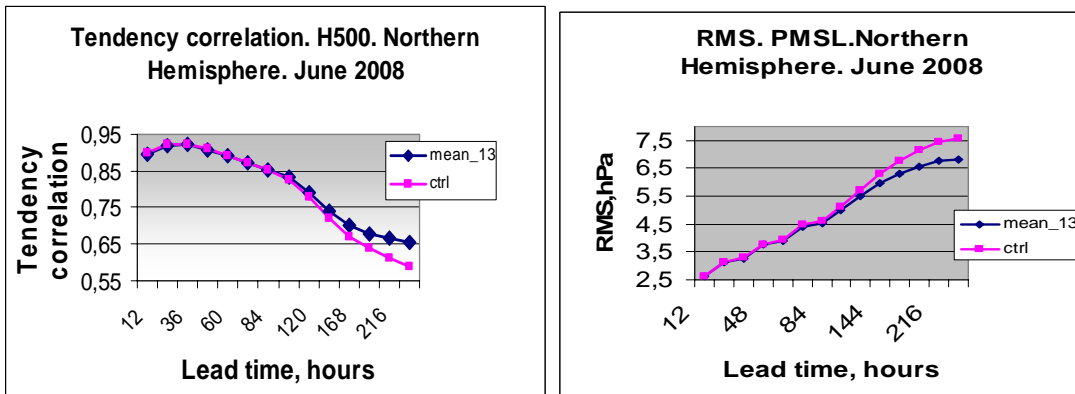 Tendency correlation. H500. Northern
Hemisphere. June 2008
0,95
0,85
0,75
0,65
0,55
Tendency
correlation
12
36
60
84
120
168
216
Lead time, hours
mean_13
ctrl
RMS. PMSL.Northern
Hemisphere. June 2008
7,5
6,5
5,5
4,5
3,5
2,5
RMS,hPa
12
48
84
144
216
Lead time, hours
mean_13
ctrl